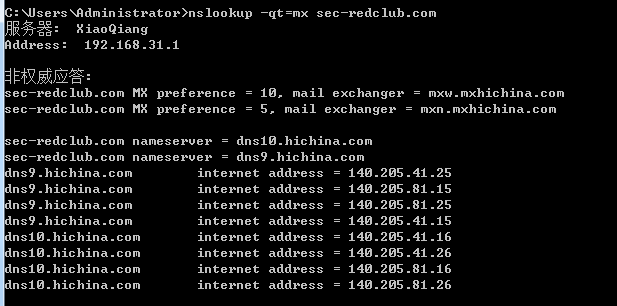 C:\Users\Administrator>nslookup -qt=mx sec-redclub.com
服务器:  XiaoQiang
Address:  192.168.31.1
非权威应答:
sec-redclub.com MX preference = 10, mail exchanger = mxw.mxhichina.com
sec-redclub.com MX preference = 5, mail exchanger = mxn.mxhichina.com
sec-redclub.com nameserver = dns10.hichina.com
sec-redclub.com nameserver = dns9.hichina.com
dns9.hichina.com        internet address = 140.205.41.25
dns9.hichina.com        internet address = 140.205.81.15
dns9.hichina.com        internet address = 140.205.81.25
dns9.hichina.com        internet address = 140.205.41.15
dns10.hichina.com       internet address = 140.205.41.16
dns10.hichina.com       internet address = 140.205.41.26
dns10.hichina.com       internet address = 140.205.81.16
dns10.hichina.com       internet address = 140.205.81.26